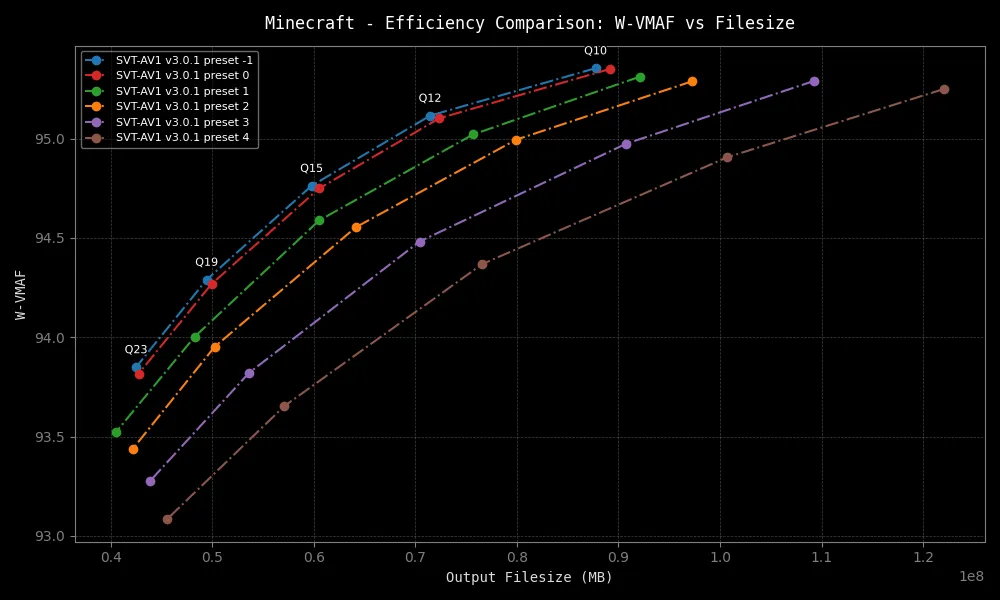 Minecraft - Efficiency Comparison: W-VMAF vs Filesize
SVT-AV1 v3.0.1 preset -1
SVT-AV1 v3.0.1 preset 0
SVT-AV1 v3.0.1 preset 1
SVT-AV1 v3.0.1 preset 2
SVT-AV1 v3.0.1 preset 3
SVT-AV1 v3.0.1 preset 4
Q10
Q12
Q15
Q19
Q23
W-VMAF
95.0
94.5
94.0
93.5
93.0
0.4 0.5 0.6 0.7 0.8 0.9 1.0 1.1 1.2
1e8
Output Filesize (MB)